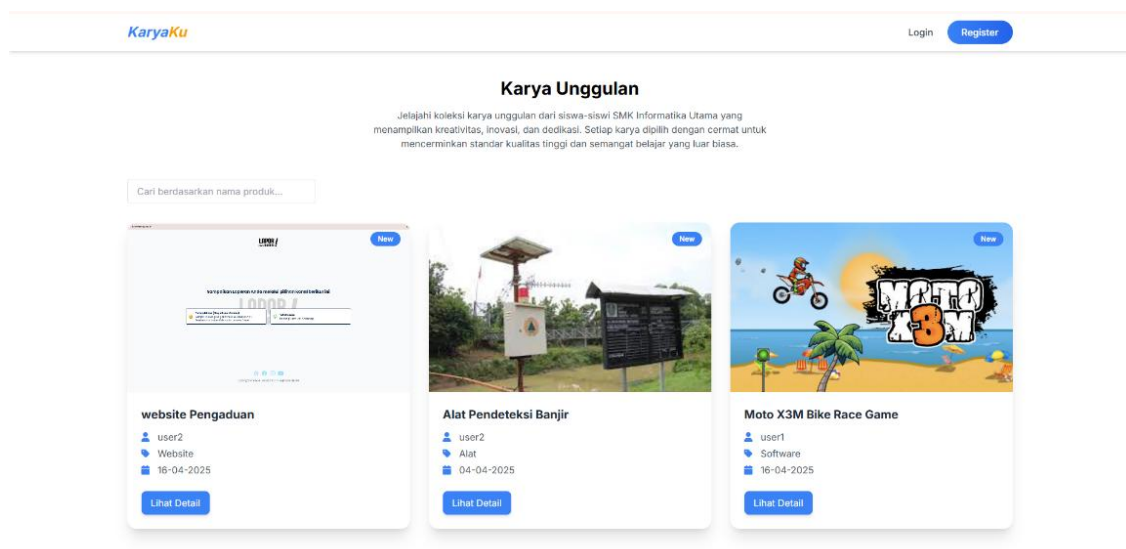 KaryaKu
Login
Register
Karya Unggulan
Jelajahi koleksi karya unggulan dari siswa-siswi SMK Informatika Utama yang
menampilkan kreativitas, inovasi, dan dedikasi. Setiap karya dipilih dengan cermat untuk
mencerminkan standar kualitas tinggi dan semangat belajar yang luar biasa.
Cari berdasarkan nama produk...
LAPOR!
New
LAPOR!
website Pengaduan
user2
Website
16-04-2025
Lihat Detail
New
Alat Pendeteksi Banjir
user2
Alat
04-04-2025
Lihat Detail
New
MOTO
X3M
Moto X3M Bike Race Game
user1
Software
16-04-2025
Lihat Detail